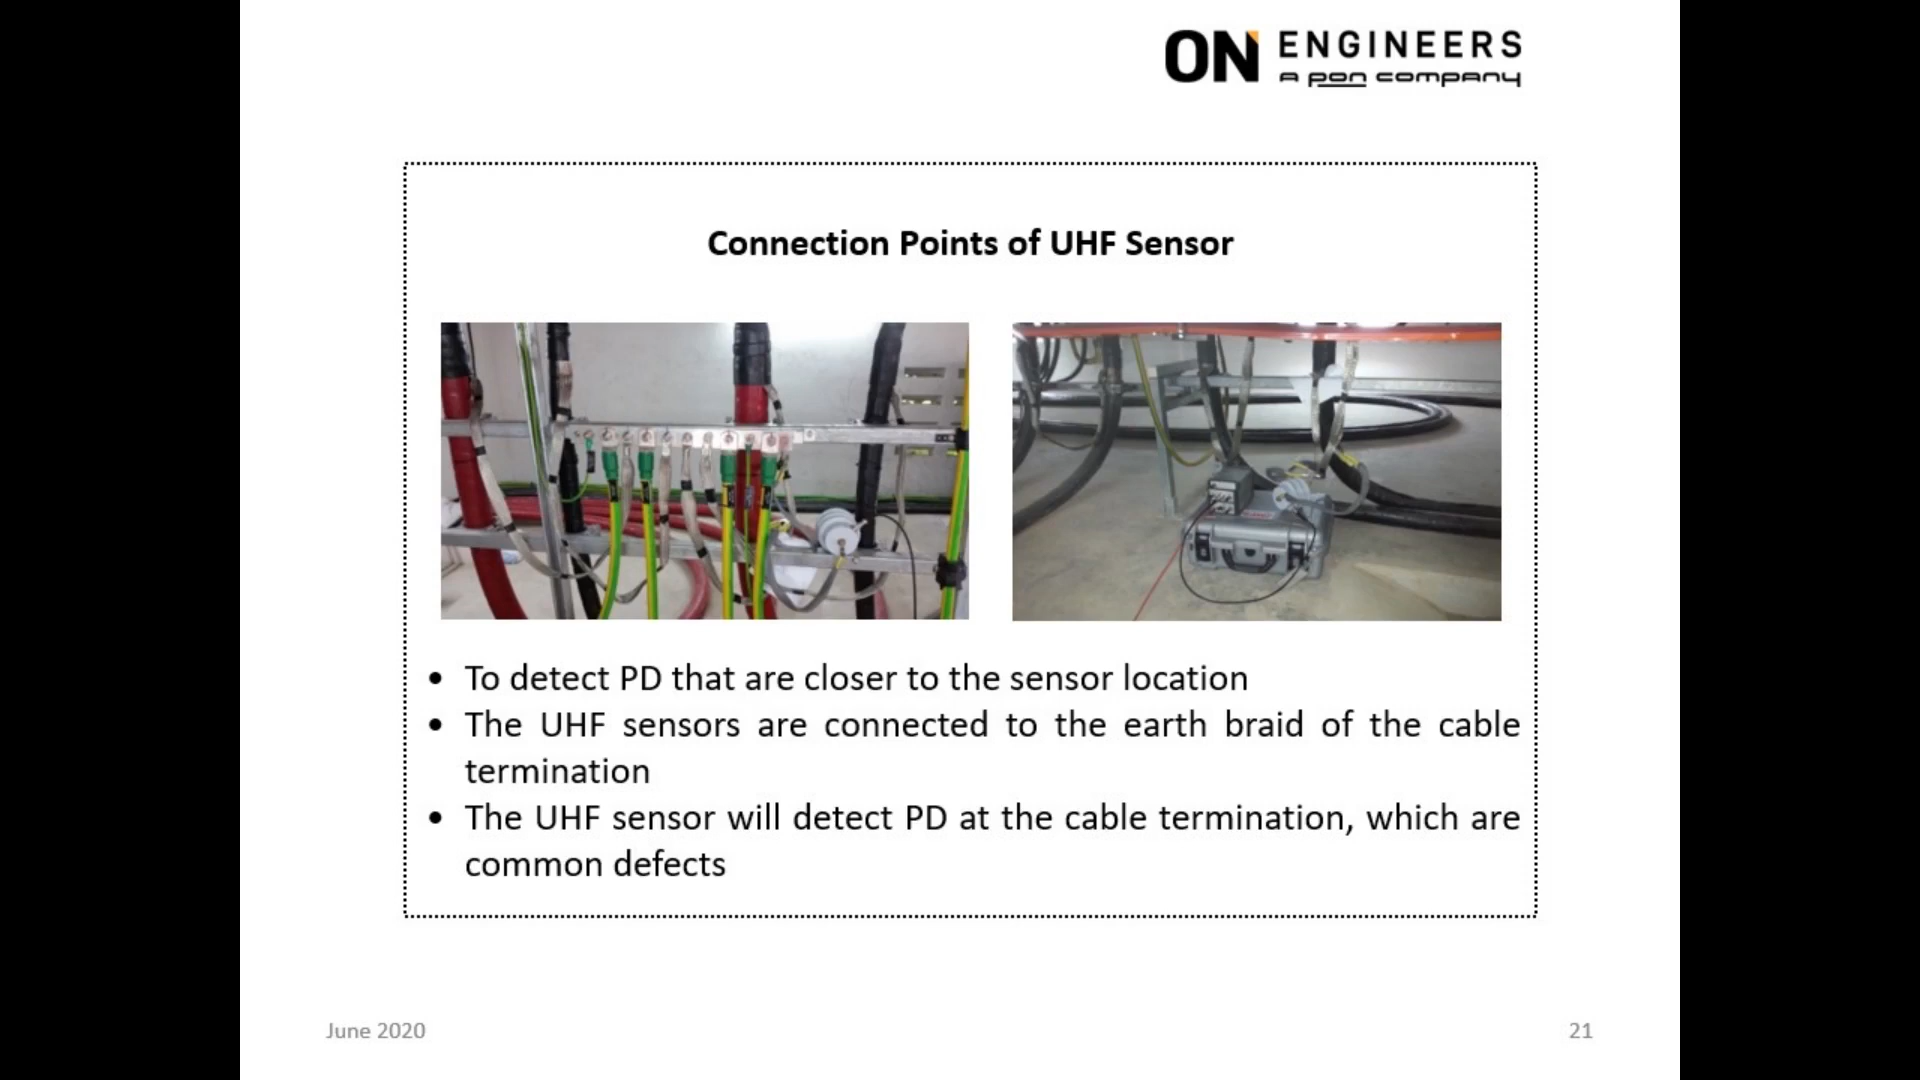 ON ENGINEERS
a pon company
Connection Points of UHF Sensor
• To detect PD that are closer to the sensor location
• The UHF sensors are connected to the earth braid of the cable
termination
• The UHF sensor will detect PD at the cable termination, which are
common defects
June 2020
21